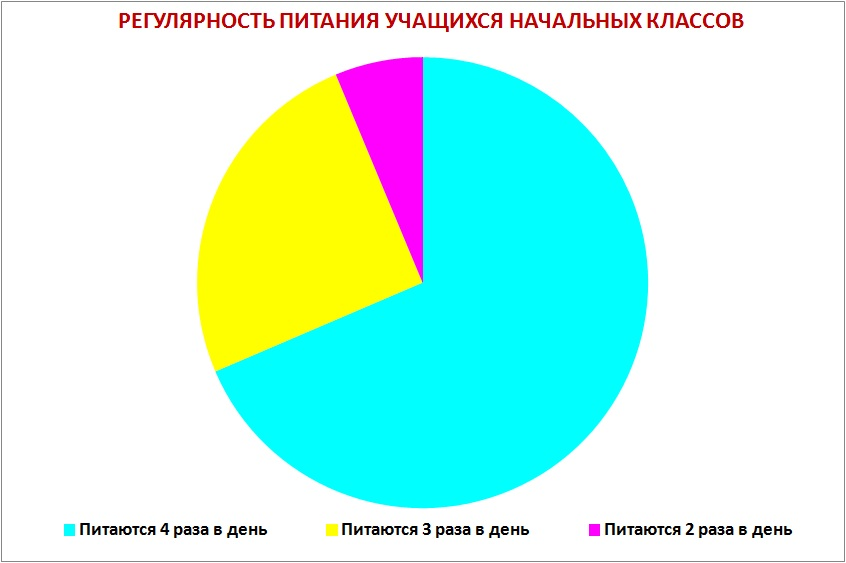 РЕГУЛЯРНОСТЬ ПИТАНИЯ УЧАЩИХСЯ НАЧАЛЬНЫХ КЛАССОВ
Питаются 4 раза в день
Питаются 3 раза в день
Питаются 2 раза в день